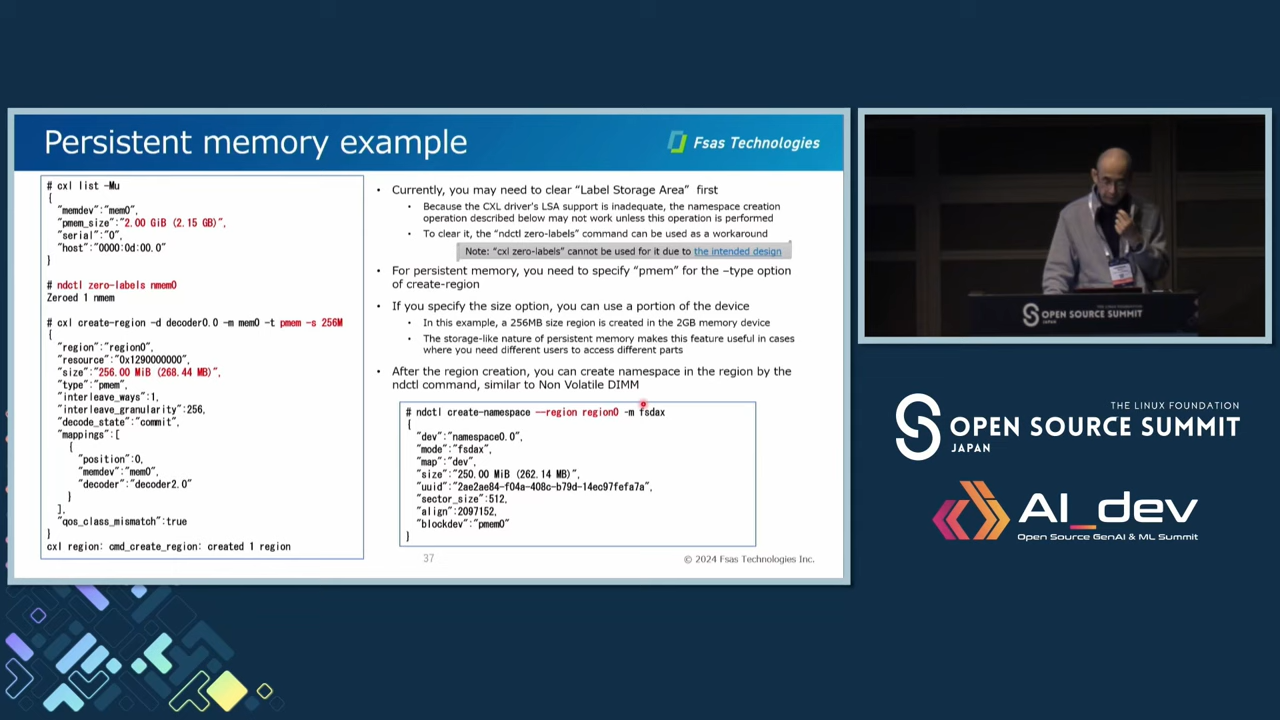 Persistent memory example
Fsas Technologies
# cxl list -Mu
{
"memdev":"mem0",
"pmem_size":"2.00 GiB (2.15 GB)",
"serial":"0",
"host":"0000:0d:00.0"
}
# ndctl zero-labels nmem0
Zeroed 1 nmem
# cxl create-region -d decoder0.0 -m mem0 -t pmem -s 256M
{
"region":"region0",
"resource":"0x1290000000",
"size":"256.00 MiB (268.44 MB)",
"type":"pmem",
"interleave_ways":1,
"interleave_granularity":256,
"decode_state":"commit",
"mappings":[
{
"position":0,
"memdev":"mem0",
"decoder":"decoder2.0"
}
],
"qos_class_mismatch":true
}
cxl region: cmd_create_region: created 1 region
• Currently, you may need to clear "Label Storage Area" first
• Because the CXL driver's LSA support is inadequate, the namespace creation
operation described below may not work unless this operation is performed
• To clear it, the "ndctl zero-labels" command can be used as a workaround
Note: "cxl zero-labels" cannot be used for it due to the intended design
• For persistent memory, you need to specify "pmem" for the –type option
of create-region
• If you specify the size option, you can use a portion of the device
• In this example, a 256MB size region is created in the 2GB memory device
• The storage-like nature of persistent memory makes this feature useful in cases
where you need different users to access different parts
• After the region creation, you can create namespace in the region by the
ndctl command, similar to Non Volatile DIMM
# ndctl create-namespace --region region0 -m fsdax
{
"dev":"namespace0.0",
"mode":"fsdax",
"map":"dev",
"size":"250.00 MiB (262.14 MB)",
"uuid":"2ae2ae84-f04a-408c-b79d-14ec97fefa7a",
"sector_size":512,
"align":2097152,
"blockdev":"pmem0"
}
37
© 2024 Fsas Technologies Inc.
THE LINUX FOUNDATION
OPEN SOURCE SUMMIT
JAPAN
THE LINUX FOUNDATION
OPEN SOURCE SUMMIT
JAPAN
AI_dev
Open Source GenAI & ML Summit